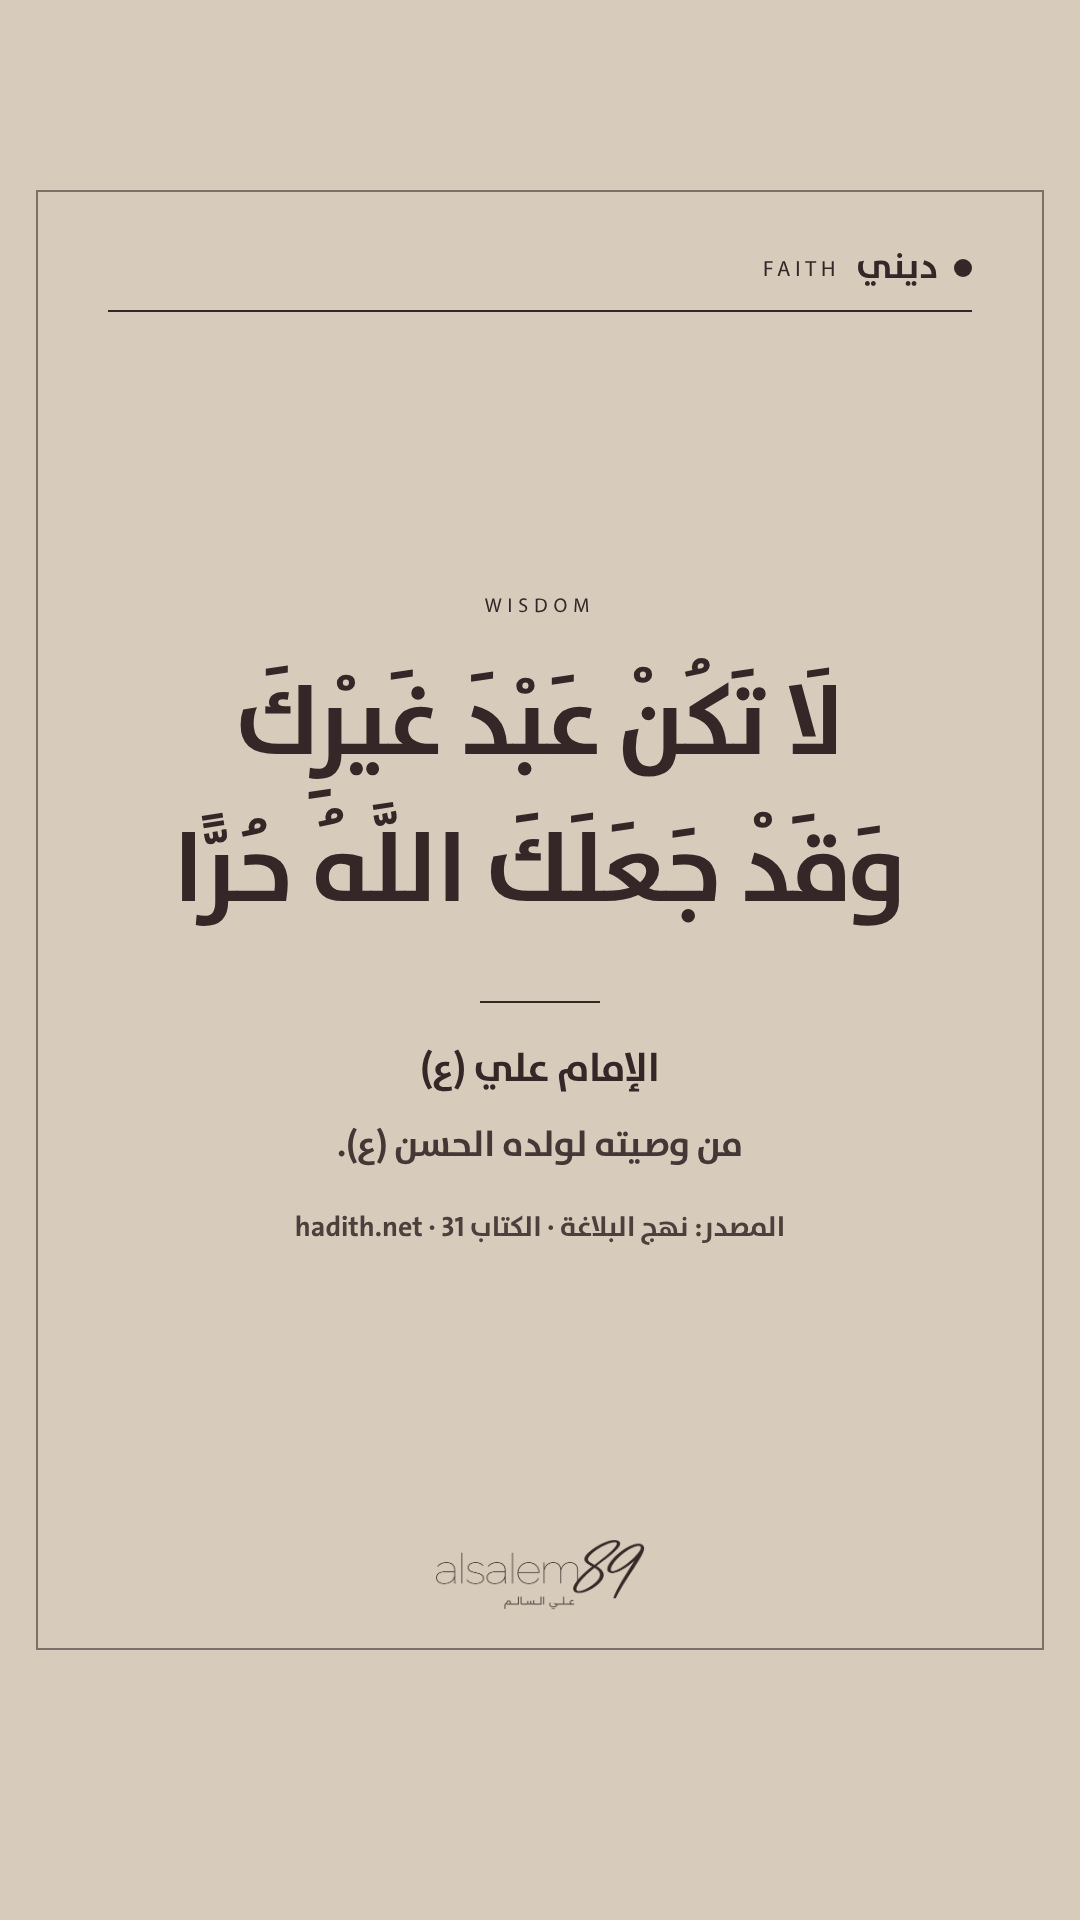 ديني FAITH
WISDOM
لَا تَكُنْ عَبْدَ غَيْرِكَ
وَقَدْ جَعَلَكَ اللَّهُ حُرًّا
الإمام علي (ع)
من وصيته لولده الحسن (ع).
المصدر: نهج البلاغة · الكتاب 31 · hadith.net
alsalem89
علي السالم